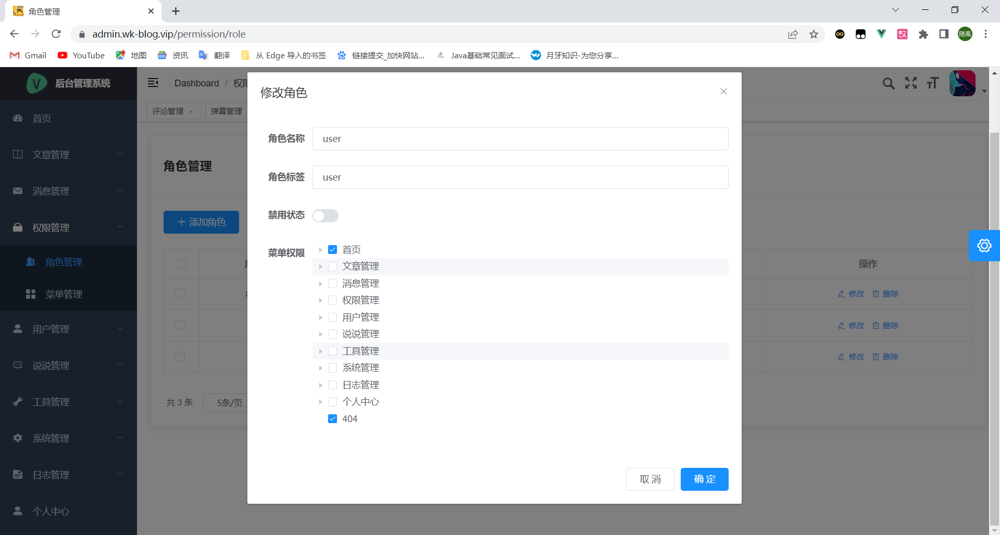 角色管理
admin.wk-blog.vip/permission/role
随風
Gmail
YouTube
地图
资讯
翻译
从 Edge 导入的书签
链接提交_加快网站...
Java基础常见面试...
月牙知识-为您分享...
后台管理系统
Dashboard / 权限
评论管理 ×
弹幕管理
首页
文章管理
消息管理
权限管理
角色管理
菜单管理
用户管理
说说管理
工具管理
系统管理
日志管理
个人中心
角色管理
添加角色
操作
修改 删除
修改 删除
修改 删除
共 3 条
5条/页
修改角色
角色名称 user
角色标签 user
禁用状态
菜单权限
首页
文章管理
消息管理
权限管理
用户管理
说说管理
工具管理
系统管理
日志管理
个人中心
404
取 消
确 定